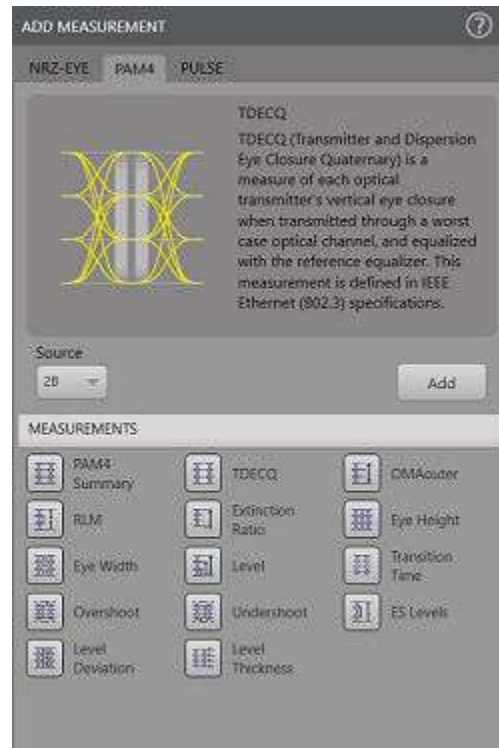 ADD MEASUREMENT
?
NRZ-EYE PAM4 PULSE
TDECQ
TDECQ (Transmitter and Dispersion
Eye Closure Quaternary) is a
measure of each optical
transmitter's vertical eye closure
when transmitted through a worst
case optical channel, and equalized
with the reference equalizer. This
measurement is defined in IEEE
Ethernet (802.3) specifications.
Source
2B
Add
MEASUREMENTS
PAM4
Summary
TDECQ
OMAouter
RLM
Extinction
Ratio
Eye Height
Eye Width
Level
Transition
Time
Overshoot
Undershoot
ES Levels
Level
Deviation
Level
Thickness